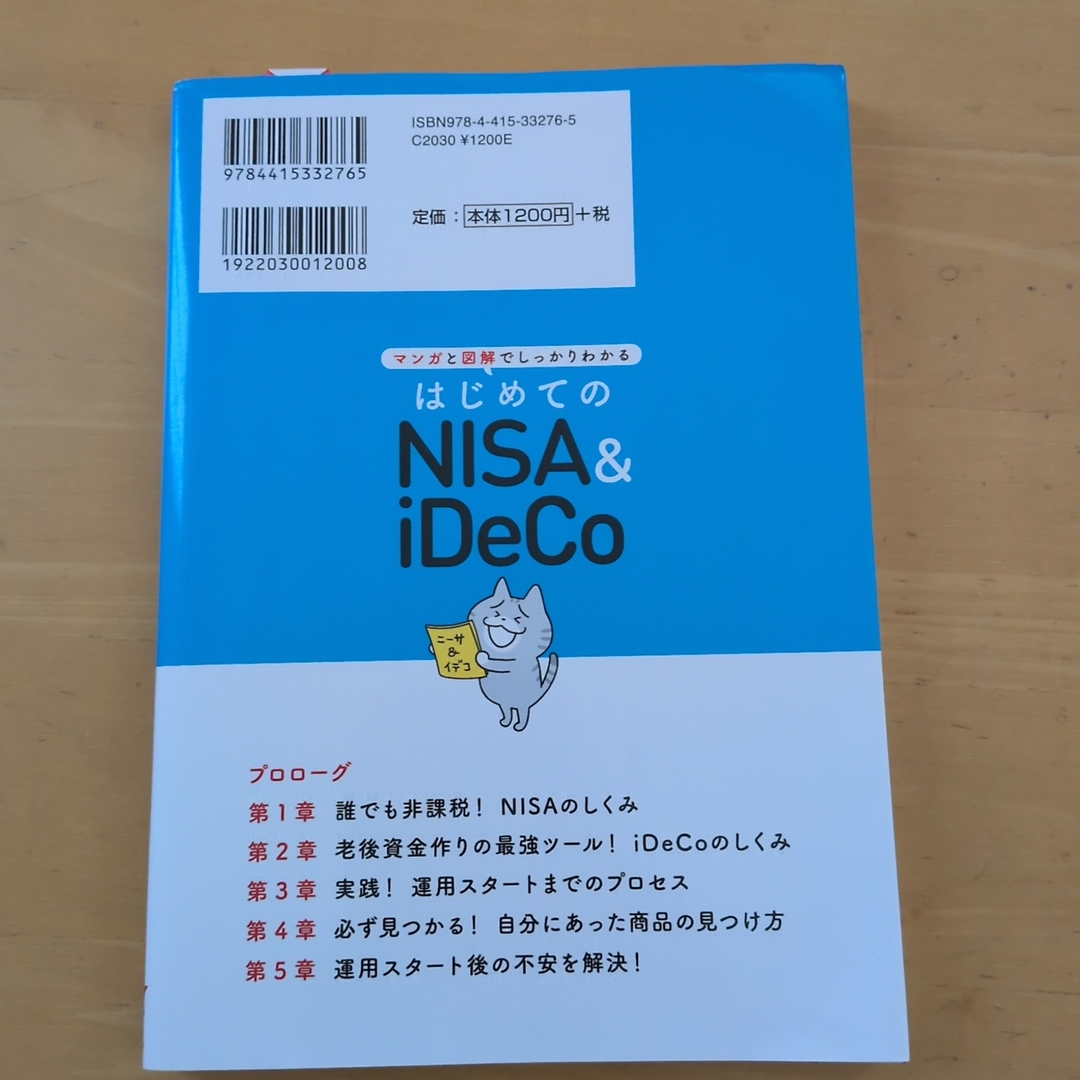 ISBN978-4-415-33276-5
C2030 ¥1200E
9784415332765
定価：本体1200円＋税
1922030012008
マンガと図解でしっかりわかる
はじめての
NISA&
iDeCo
ニーサ
&
イデコ
プロローグ
第1章 誰でも非課税！ NISAのしくみ
第2章 老後資金作りの最強ツール！ iDeCoのしくみ
第3章 実践！ 運用スタートまでのプロセス
第4章 必ず見つかる！ 自分にあった商品の見つけ方
第5章 運用スタート後の不安を解決！